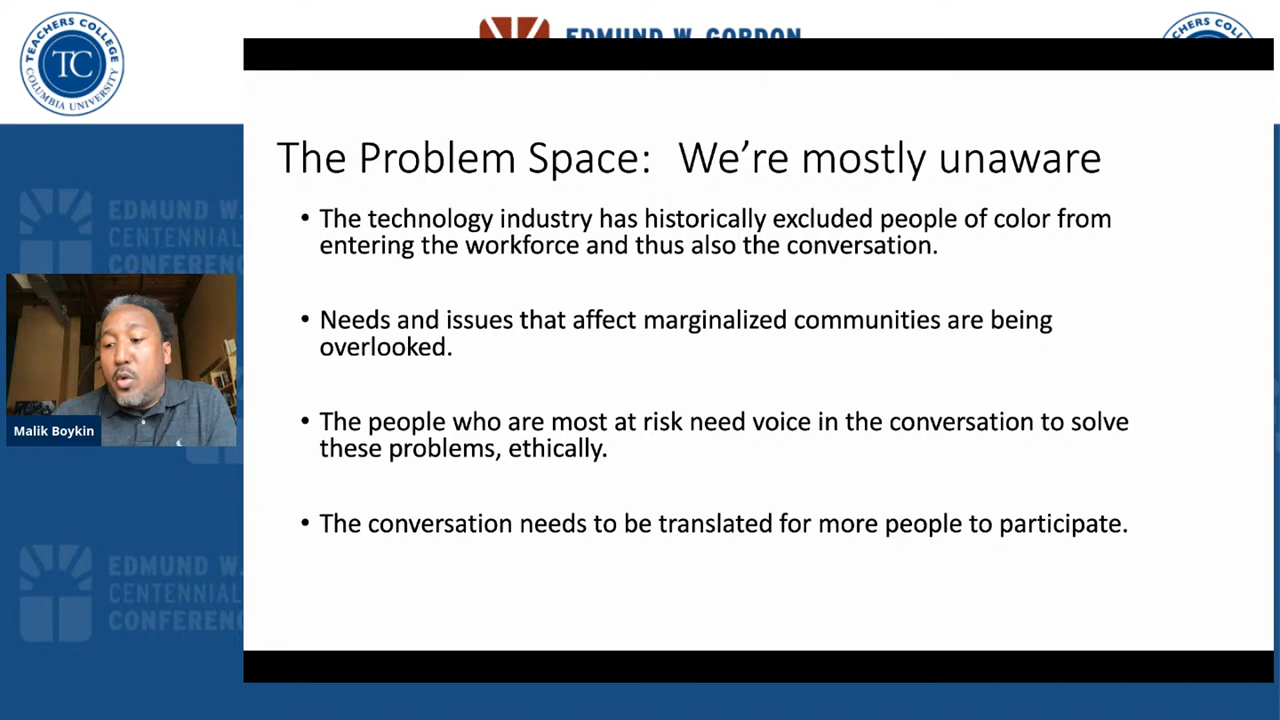 TEACHERS COLLEGE
TC
COLUMBIA UNIVERSITY
EDMUND W. GORDON
TEACHERS COLLEGE
The Problem Space: We’re mostly unaware
• The technology industry has historically excluded people of color from
entering the workforce and thus also the conversation.
• Needs and issues that affect marginalized communities are being
overlooked.
• The people who are most at risk need voice in the conversation to solve
these problems, ethically.
• The conversation needs to be translated for more people to participate.
EDMUND W.
CENTENNIAL
CONFERENCE
Malik Boykin
EDMUND W.
CENTENNIAL
CONFERENC